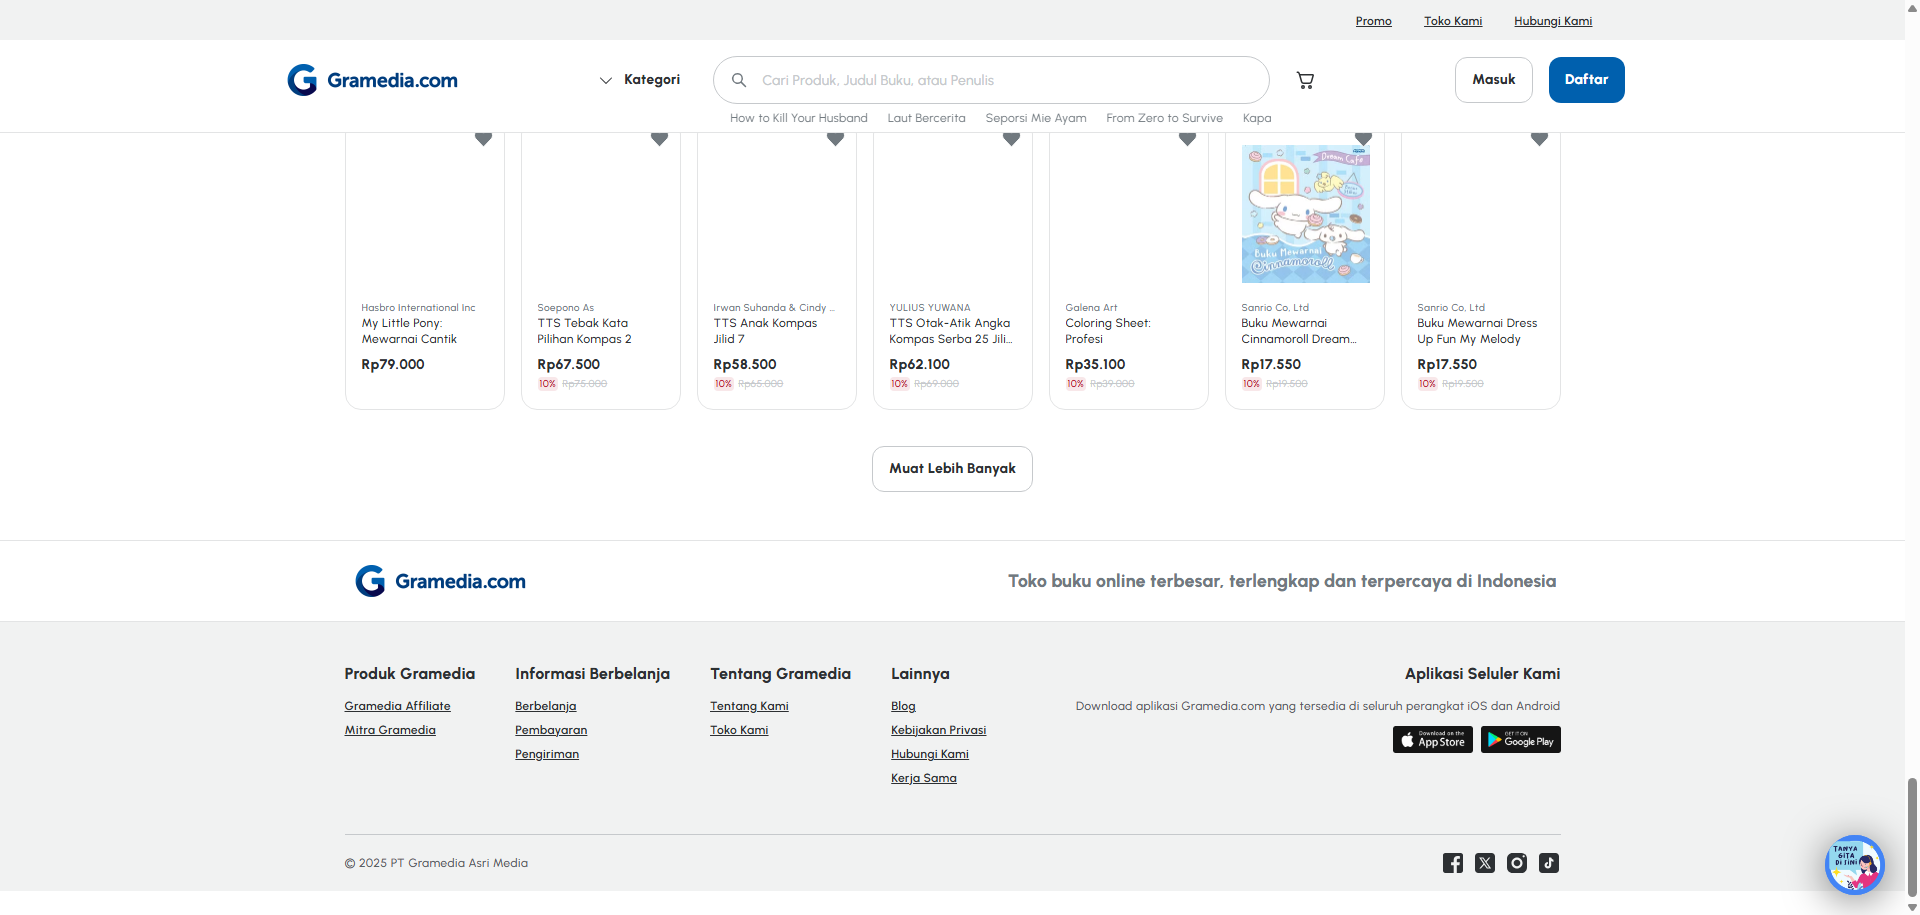 Promo Toko Kami Hubungi Kami
Gramedia.com
Kategori
Cari Produk, Judul Buku, atau Penulis
Masuk
Daftar
How to Kill Your Husband Laut Bercerita Seporsi Mie Ayam From Zero to Survive Kapa
Hasbro International Inc
My Little Pony:
Mewarnai Cantik
Rp79.000
Soepono As
TTS Tebak Kata
Pilihan Kompas 2
Rp67.500
10% Rp75.000
Irwan Suhanda & Cindy ...
TTS Anak Kompas
Jilid 7
Rp58.500
10% Rp65.000
YULIUS YUWANA
TTS Otak-Atik Angka
Kompas Serba 25 Jili...
Rp62.100
10% Rp69.000
Galena Art
Coloring Sheet:
Profesi
Rp35.100
10% Rp39.000
Dream Cafe
Buku Mewarnai
Cinnamoroll
Sanrio Co, Ltd
Buku Mewarnai
Cinnamoroll Dream...
Rp17.550
10% Rp19.500
Sanrio Co, Ltd
Buku Mewarnai Dress
Up Fun My Melody
Rp17.550
10% Rp19.500
Muat Lebih Banyak
Gramedia.com
Toko buku online terbesar, terlengkap dan terpercaya di Indonesia
Produk Gramedia
Gramedia Affiliate
Mitra Gramedia
Informasi Berbelanja
Berbelanja
Pembayaran
Pengiriman
Tentang Gramedia
Tentang Kami
Toko Kami
Lainnya
Blog
Kebijakan Privasi
Hubungi Kami
Kerja Sama
Aplikasi Seluler Kami
Download aplikasi Gramedia.com yang tersedia di seluruh perangkat iOS dan Android
Download on the
App Store
GET IT ON
Google Play
© 2025 PT Gramedia Asri Media
TANYA
GITA
DI SINI